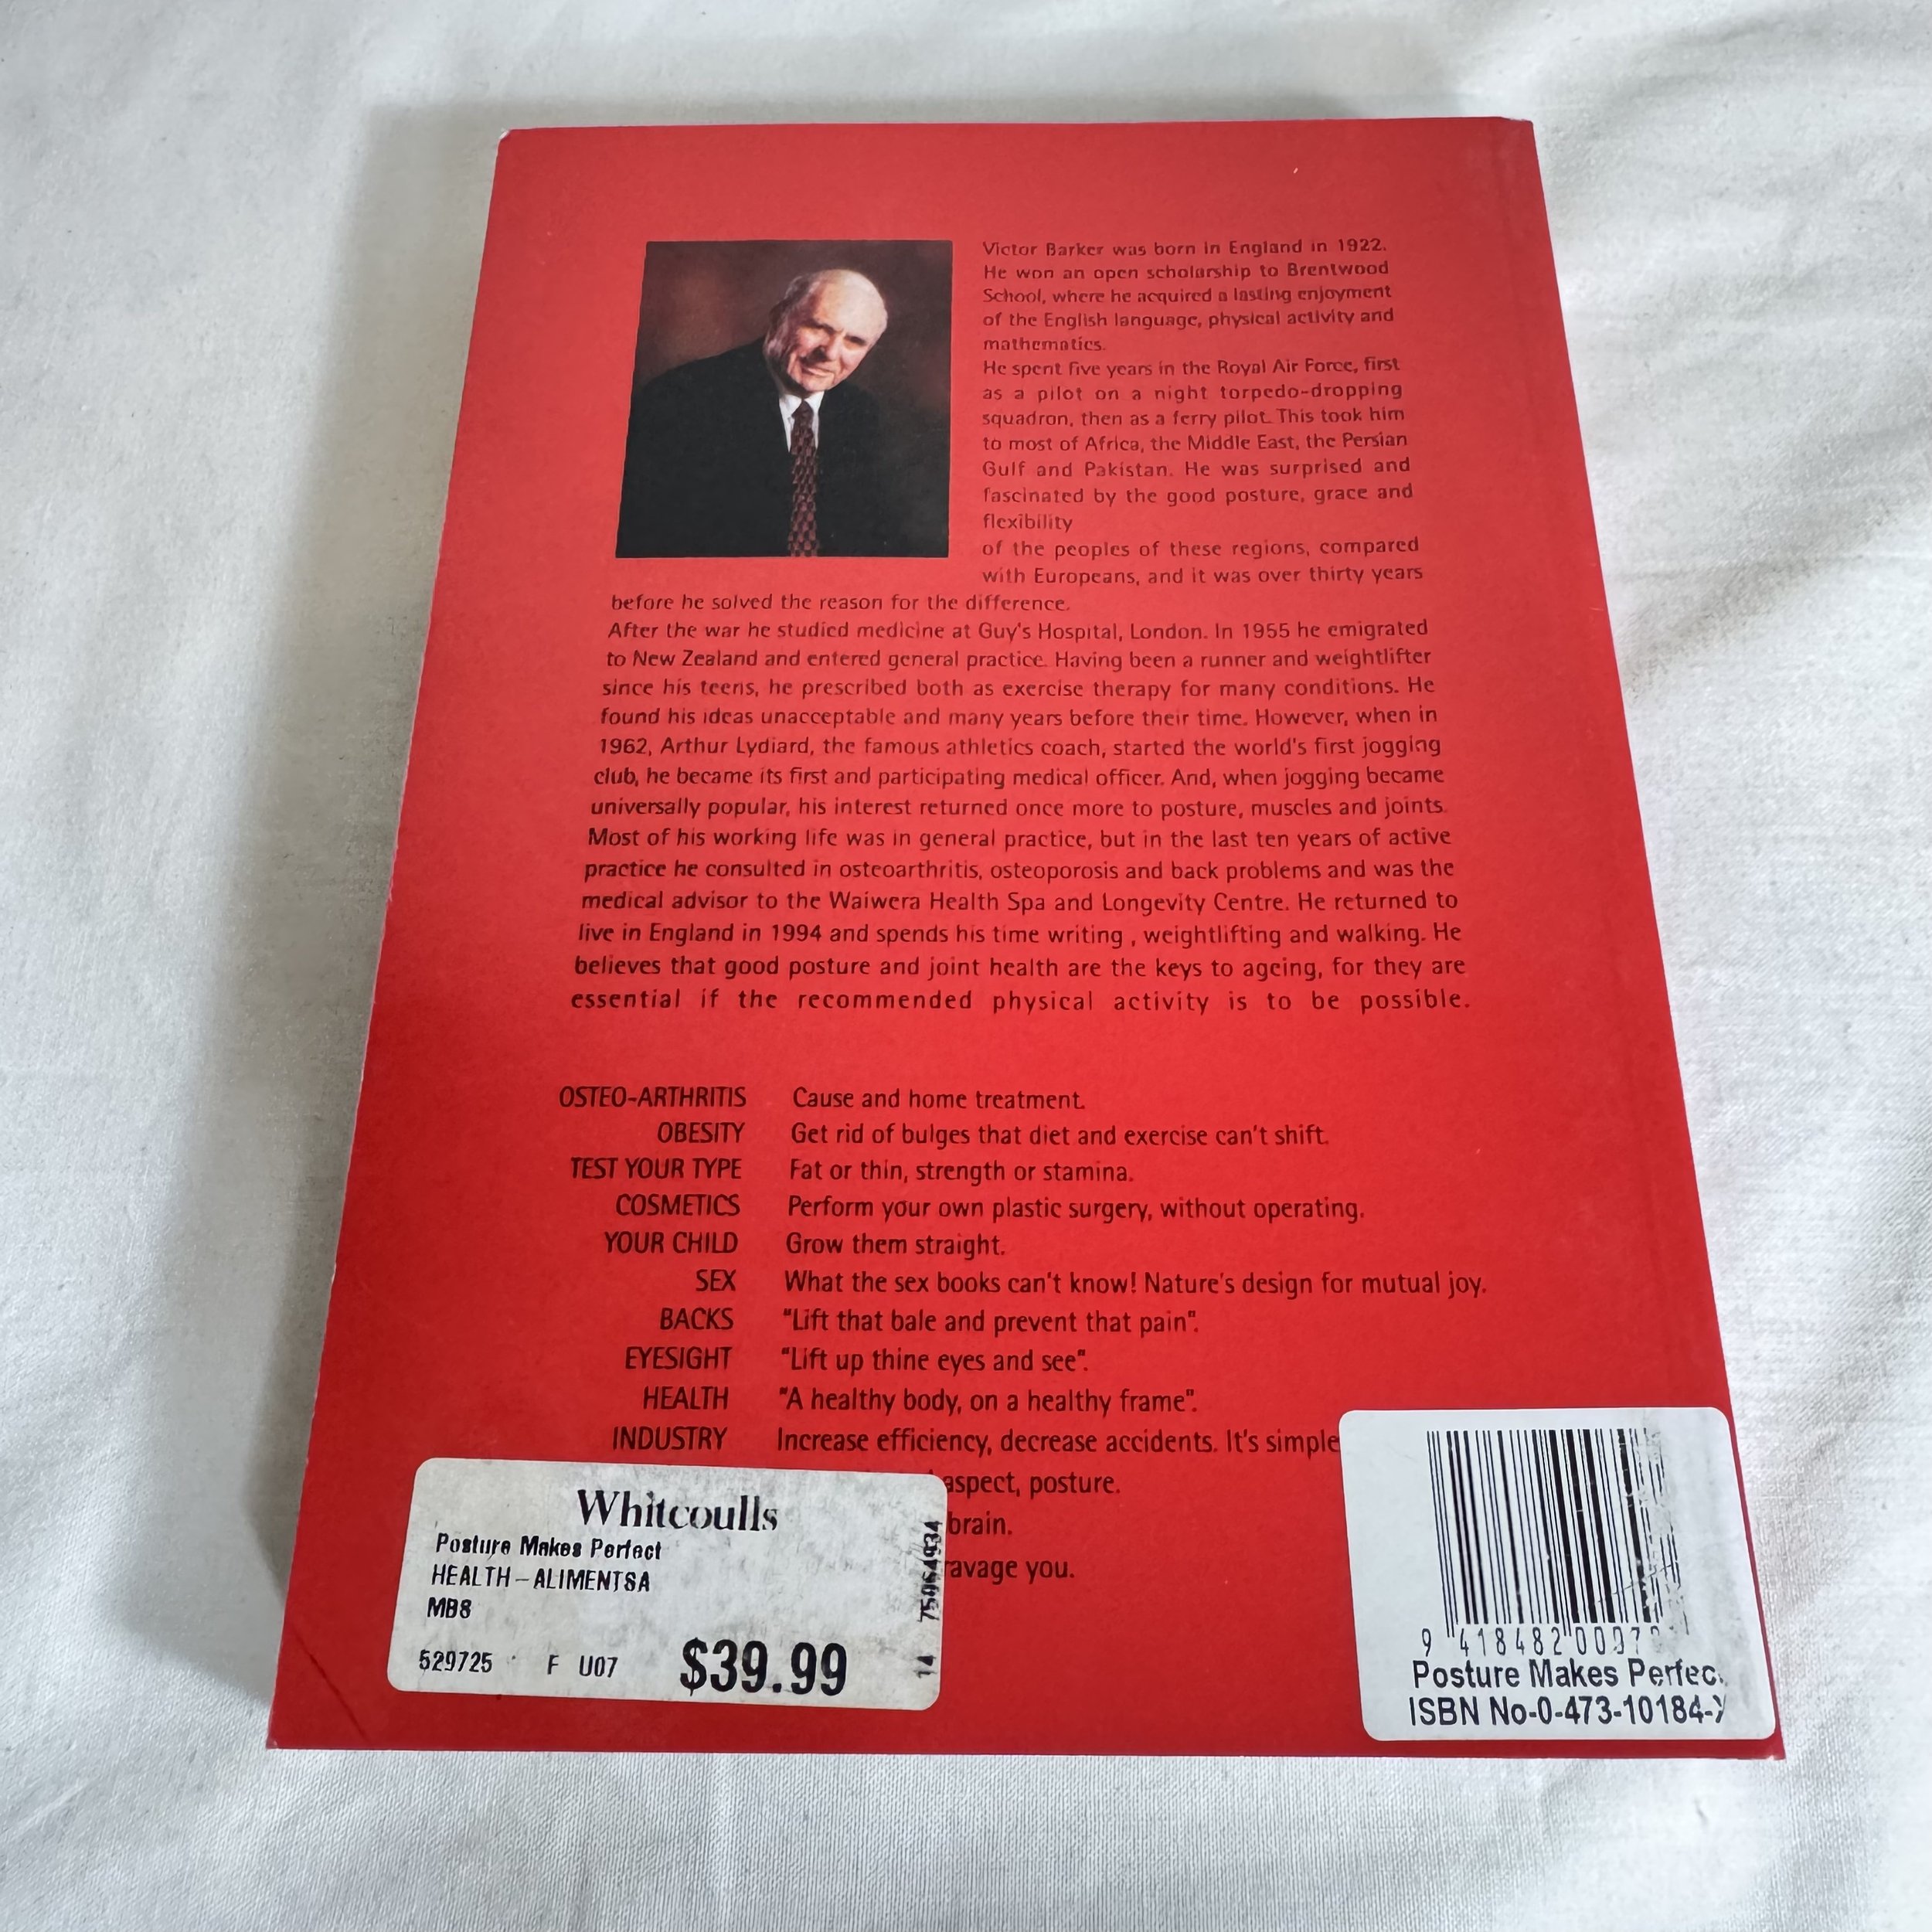 Victor Barker was born in England in 1922.
He won an open scholarship to Brentwood
School, where he acquired a lasting enjoyment
of the English language, physical activity and
mathematics.
He spent five years in the Royal Air Force, first
as a pilot on a night torpedo-dropping
squadron, then as a ferry pilot. This took him
to most of Africa, the Middle East, the Persian
Gulf and Pakistan. He was surprised and
fascinated by the good posture, grace and
flexibility
of the peoples of these regions, compared
with Europeans, and it was over thirty years
before he solved the reason for the difference.
After the war he studied medicine at Guy's Hospital, London. In 1955 he emigrated
to New Zealand and entered general practice. Having been a runner and weightlifter
since his teens, he prescribed both as exercise therapy for many conditions. He
found his ideas unacceptable and many years before their time. However, when in
1962, Arthur Lydiard, the famous athletics coach, started the world's first jogging
club, he became its first and participating medical officer. And, when jogging became
universally popular, his interest returned once more to posture, muscles and joints.
Most of his working life was in general practice, but in the last ten years of active
practice he consulted in osteoarthritis, osteoporosis and back problems and was the
medical advisor to the Waiwera Health Spa and Longevity Centre. He returned to
live in England in 1994 and spends his time writing , weightlifting and walking. He
believes that good posture and joint health are the keys to ageing, for they are
essential if the recommended physical activity is to be possible.
OSTEO-ARTHRITIS Cause and home treatment.
OBESITY Get rid of bulges that diet and exercise can't shift.
TEST YOUR TYPE Fat or thin, strength or stamina.
COSMETICS Perform your own plastic surgery, without operating.
YOUR CHILD Grow them straight.
SEX What the sex books can't know! Nature's design for mutual joy.
BACKS "Lift that bale and prevent that pain".
EYESIGHT "Lift up thine eyes and see".
HEALTH "A healthy body, on a healthy frame".
INDUSTRY Increase efficiency, decrease accidents. It's simple
aspect, posture.
brain.
ravage you.
Whitcoulls
Posture Makes Perfect
HEALTH-ALIMENTSA
MB8
529725 F U07 $39.99
14 75064934
9 418482 0007
Posture Makes Perfec
ISBN No-0-473-10184-X